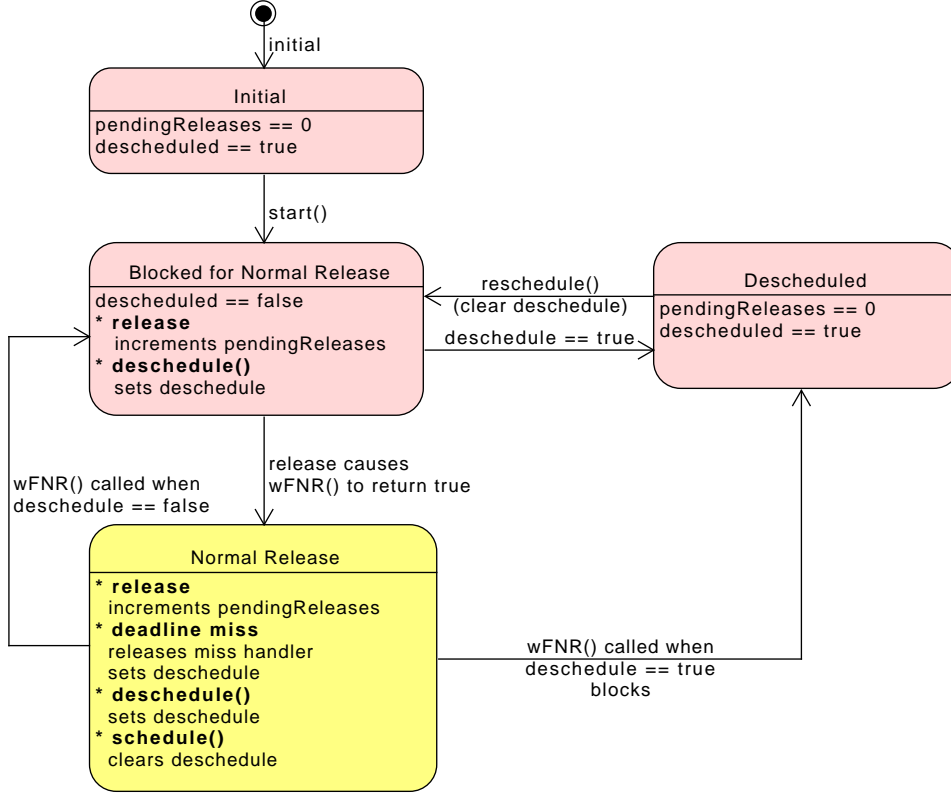 initial
Initial
pendingReleases == 0
descheduled == true
start()
Blocked for Normal Release
descheduled == false
* release
increments pendingReleases
* deschedule()
sets deschedule
reschedule()
(clear deschedule)
deschedule == true
Descheduled
pendingReleases == 0
descheduled == true
wFNR() called when
deschedule == false
release causes
wFNR() to return true
Normal Release
* release
increments pendingReleases
* deadline miss
releases miss handler
sets deschedule
* deschedule()
sets deschedule
* schedule()
clears deschedule
wFNR() called when
deschedule == true
blocks